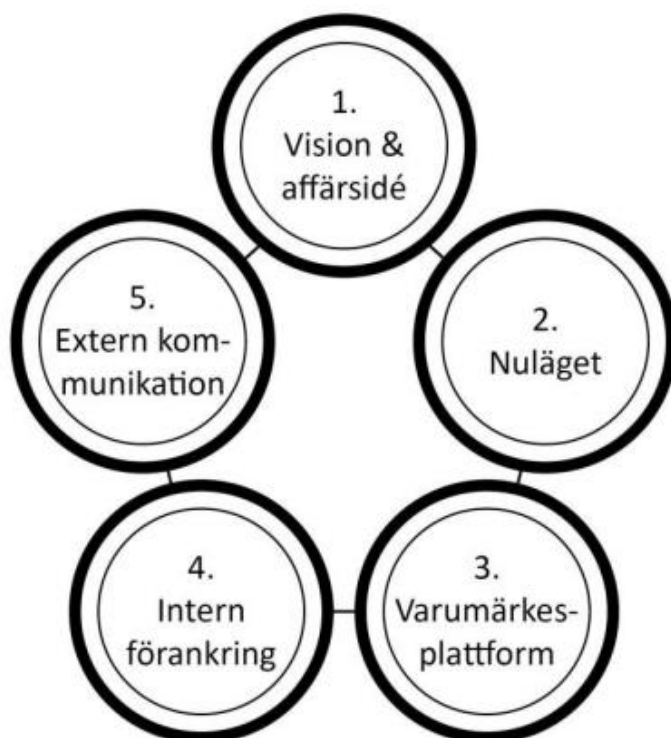 1.
Vision &
affärsidé
2.
Nuläget
3.
Varumärkes-
plattform
4.
Intern
förankring
5.
Extern kom-
munikation